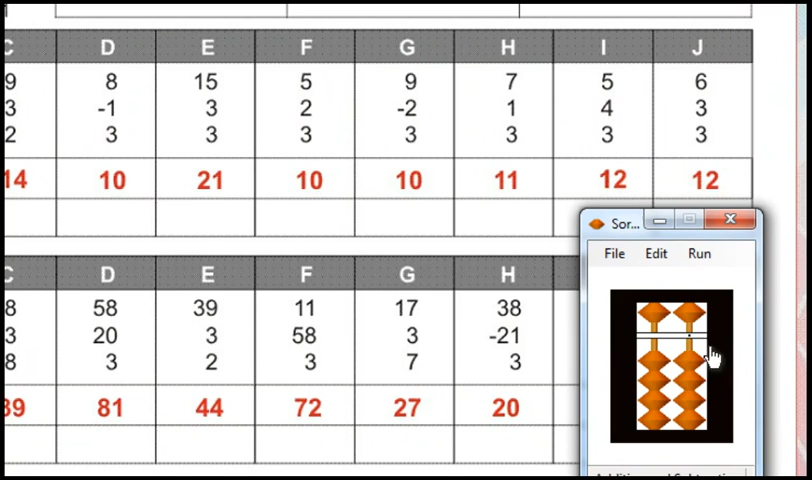 C D E F G H I J
9 8 15 5 9 7 5 6
3 -1 3 2 -2 1 4 3
2 3 3 3 3 3 3 3
14 10 21 10 10 11 12 12
Sor...
File Edit Run
C D E F G H
8 58 39 11 17 38
3 20 3 58 3 -21
8 3 2 3 7 3
39 81 44 72 27 20